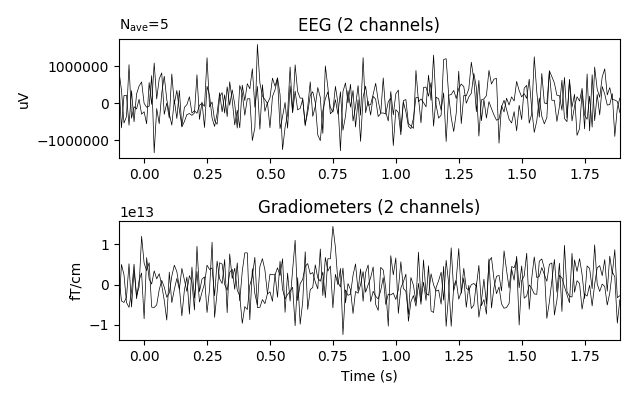 N_ave=5
EEG (2 channels)
1000000
0
−1000000
uV
0.00 0.25 0.50 0.75 1.00 1.25 1.50 1.75
1e13
Gradiometers (2 channels)
1
0
−1
fT/cm
0.00 0.25 0.50 0.75 1.00 1.25 1.50 1.75
Time (s)